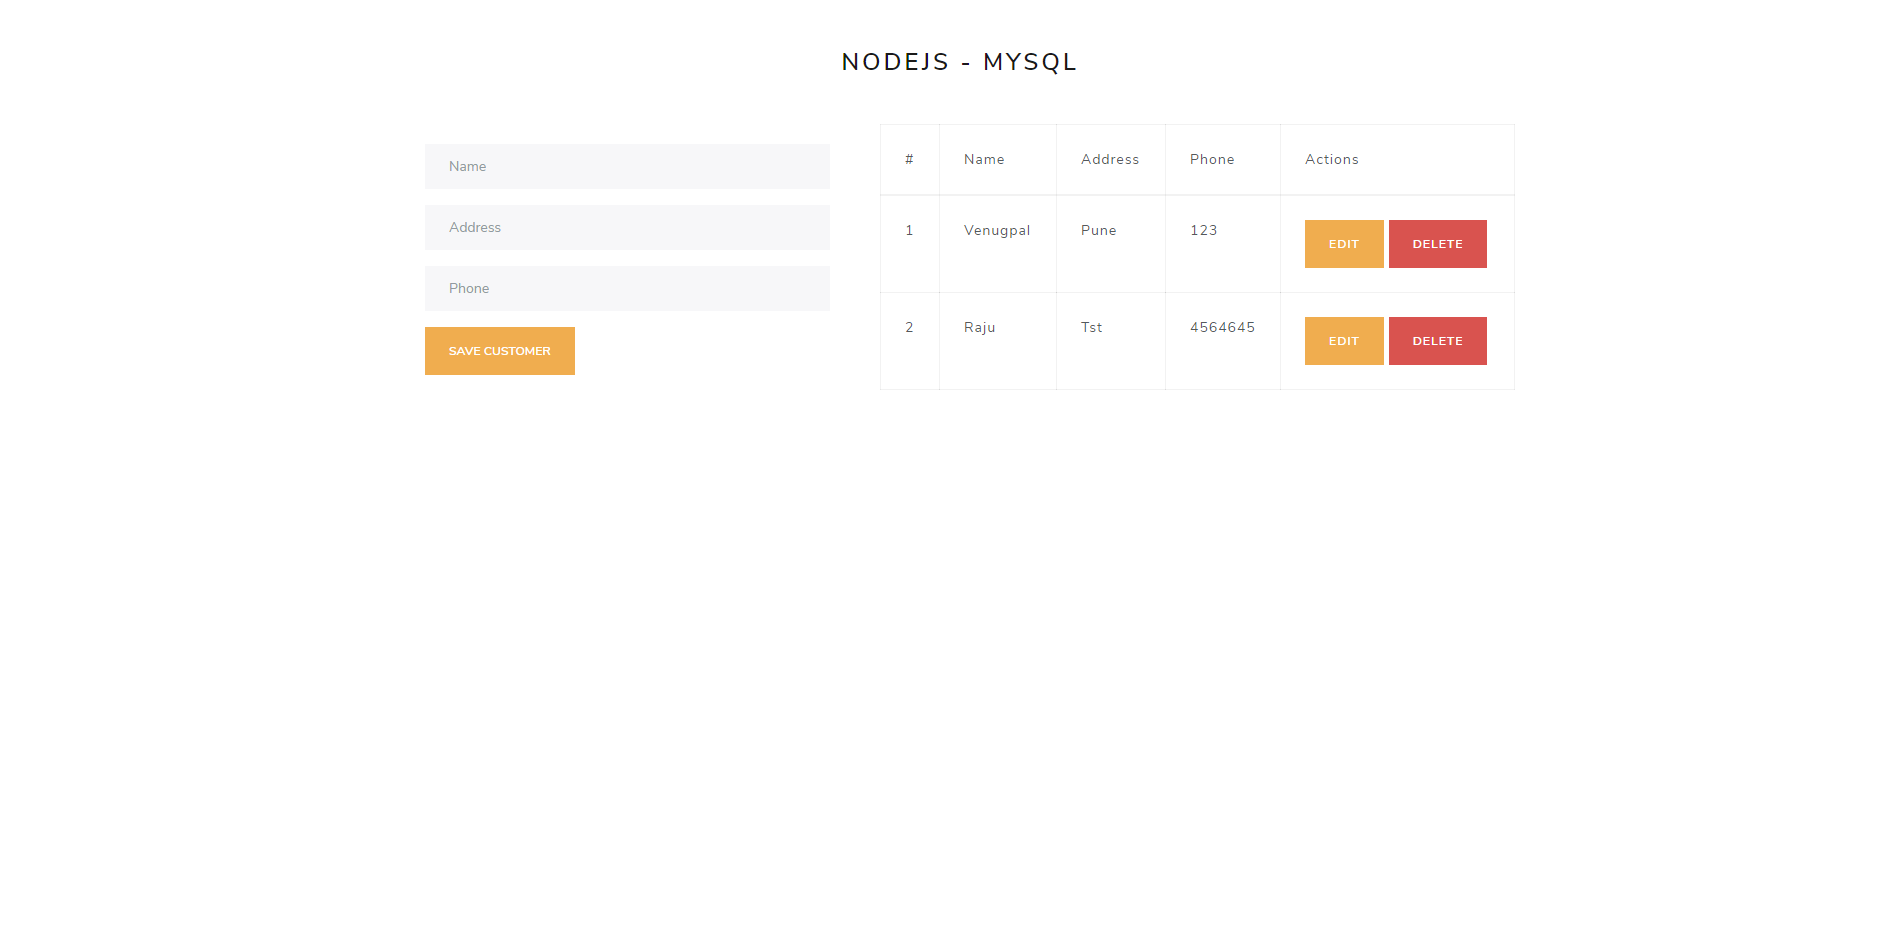 NODEJS - MYSQL
Name
Address
Phone
SAVE CUSTOMER
# Name Address Phone Actions
1 Venugpal Pune 123 EDIT DELETE
2 Raju Tst 4564645 EDIT DELETE